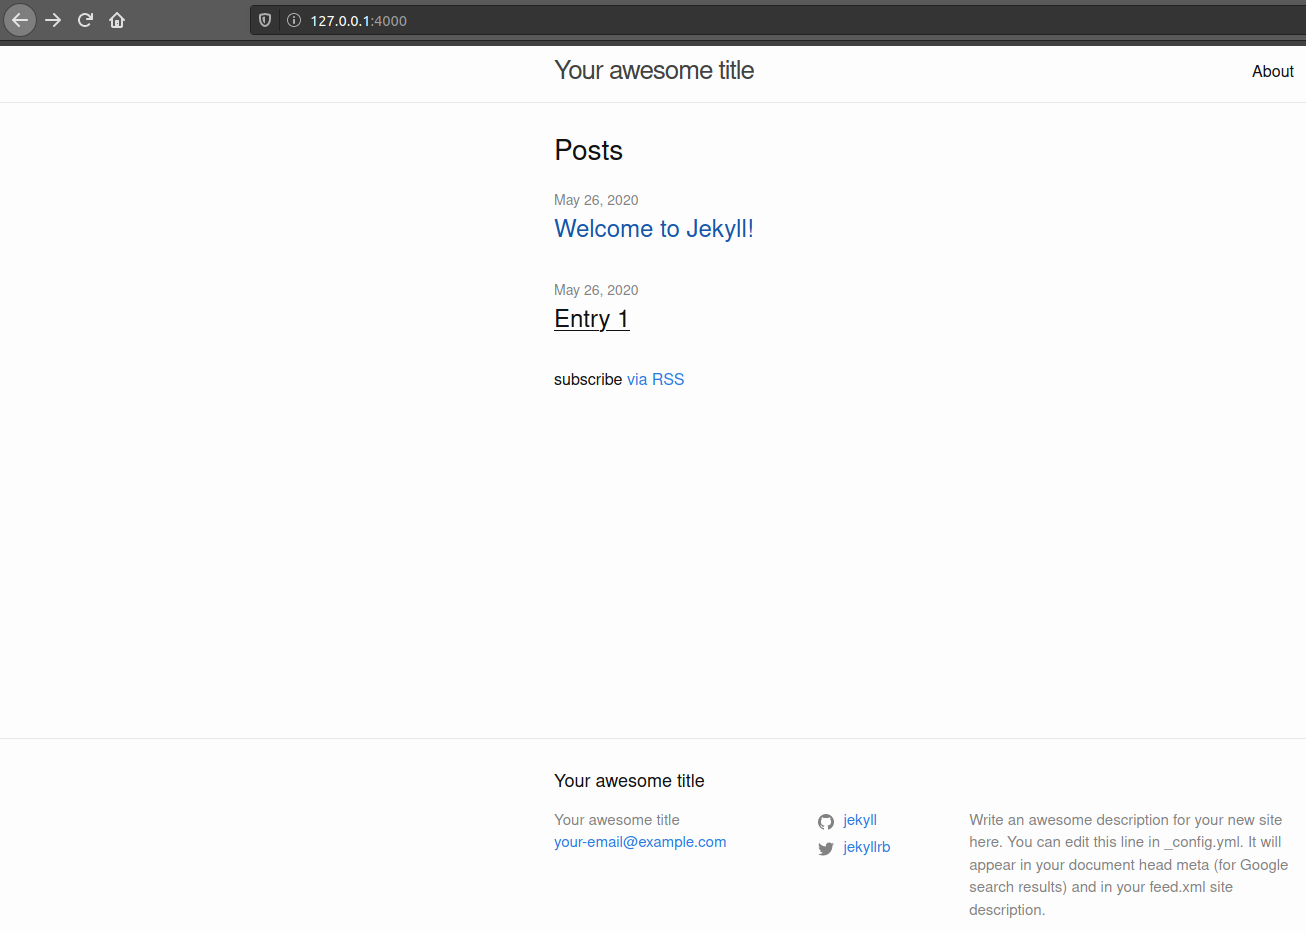 127.0.0.1:4000
Your awesome title
About
Posts
May 26, 2020
Welcome to Jekyll!
May 26, 2020
Entry 1
subscribe via RSS
Your awesome title
Your awesome title
your-email@example.com
jekyll
jekyllrb
Write an awesome description for your new site
here. You can edit this line in _config.yml. It will
appear in your document head meta (for Google
search results) and in your feed.xml site
description.